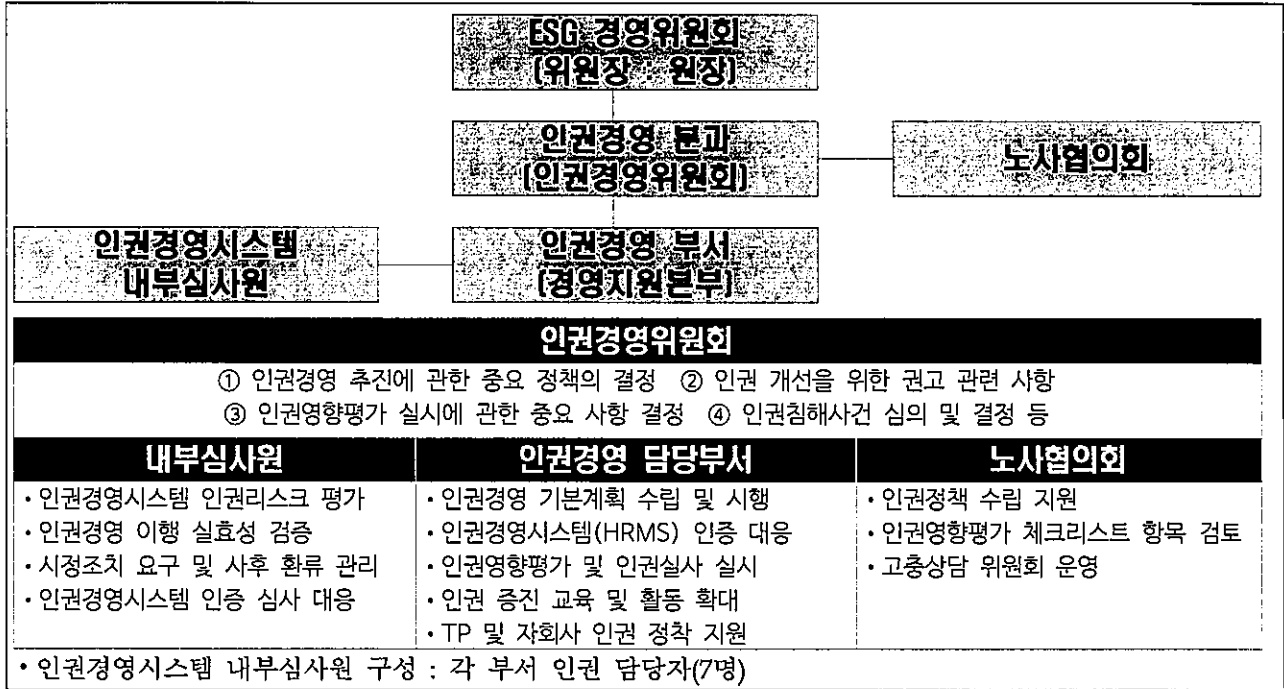 ESG 경영위원회
(위원장 : 원장)
인권경영 분과
(인권경영위원회)
노사협의회
인권경영시스템
내부심사원
인권경영 부서
(경영지원본부)
인권경영위원회
① 인권경영 추진에 관한 중요 정책의 결정 ② 인권 개선을 위한 권고 관련 사항
③ 인권영향평가 실시에 관한 중요 사항 결정 ④ 인권침해사건 심의 및 결정 등
내부심사원
인권경영 담당부서
노사협의회
• 인권경영시스템 인권리스크 평가
• 인권경영 이행 실효성 검증
• 시정조치 요구 및 사후 환류 관리
• 인권경영시스템 인증 심사 대응
• 인권경영 기본계획 수립 및 시행
• 인권경영시스템(HRMS) 인증 대응
• 인권영향평가 및 인권실사 실시
• 인권 증진 교육 및 활동 확대
• TP 및 자회사 인권 정착 지원
• 인권정책 수립 지원
• 인권영향평가 체크리스트 항목 검토
• 고충상담 위원회 운영
• 인권경영시스템 내부심사원 구성 : 각 부서 인권 담당자(7명)